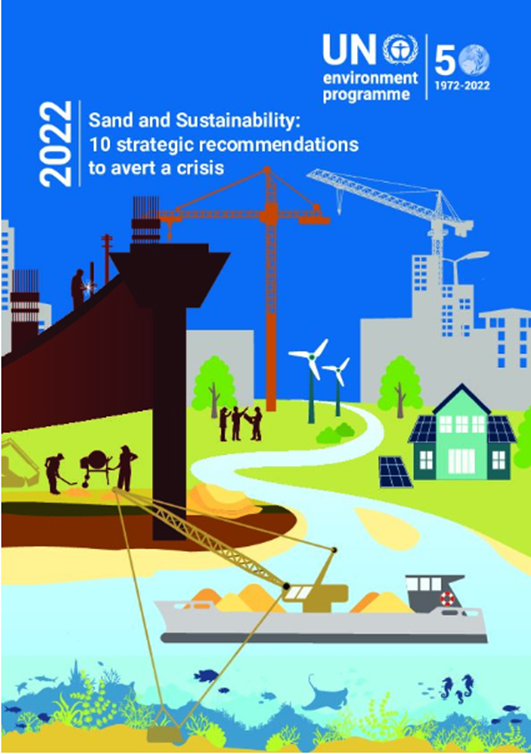 UN
environment
programme
50
1972-2022
2022
Sand and Sustainability:
10 strategic recommendations
to avert a crisis